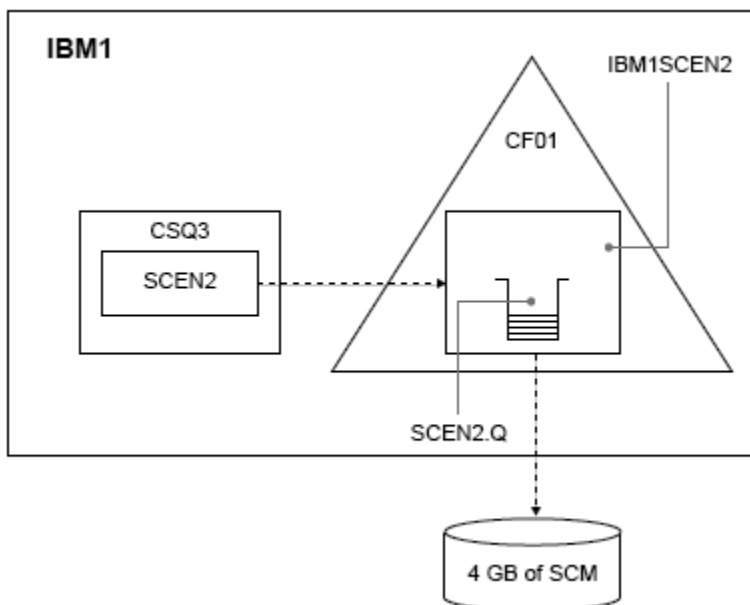 IBM1
IBM1SCEN2
CF01
CSQ3
SCEN2
SCEN2.Q
4 GB of SCM